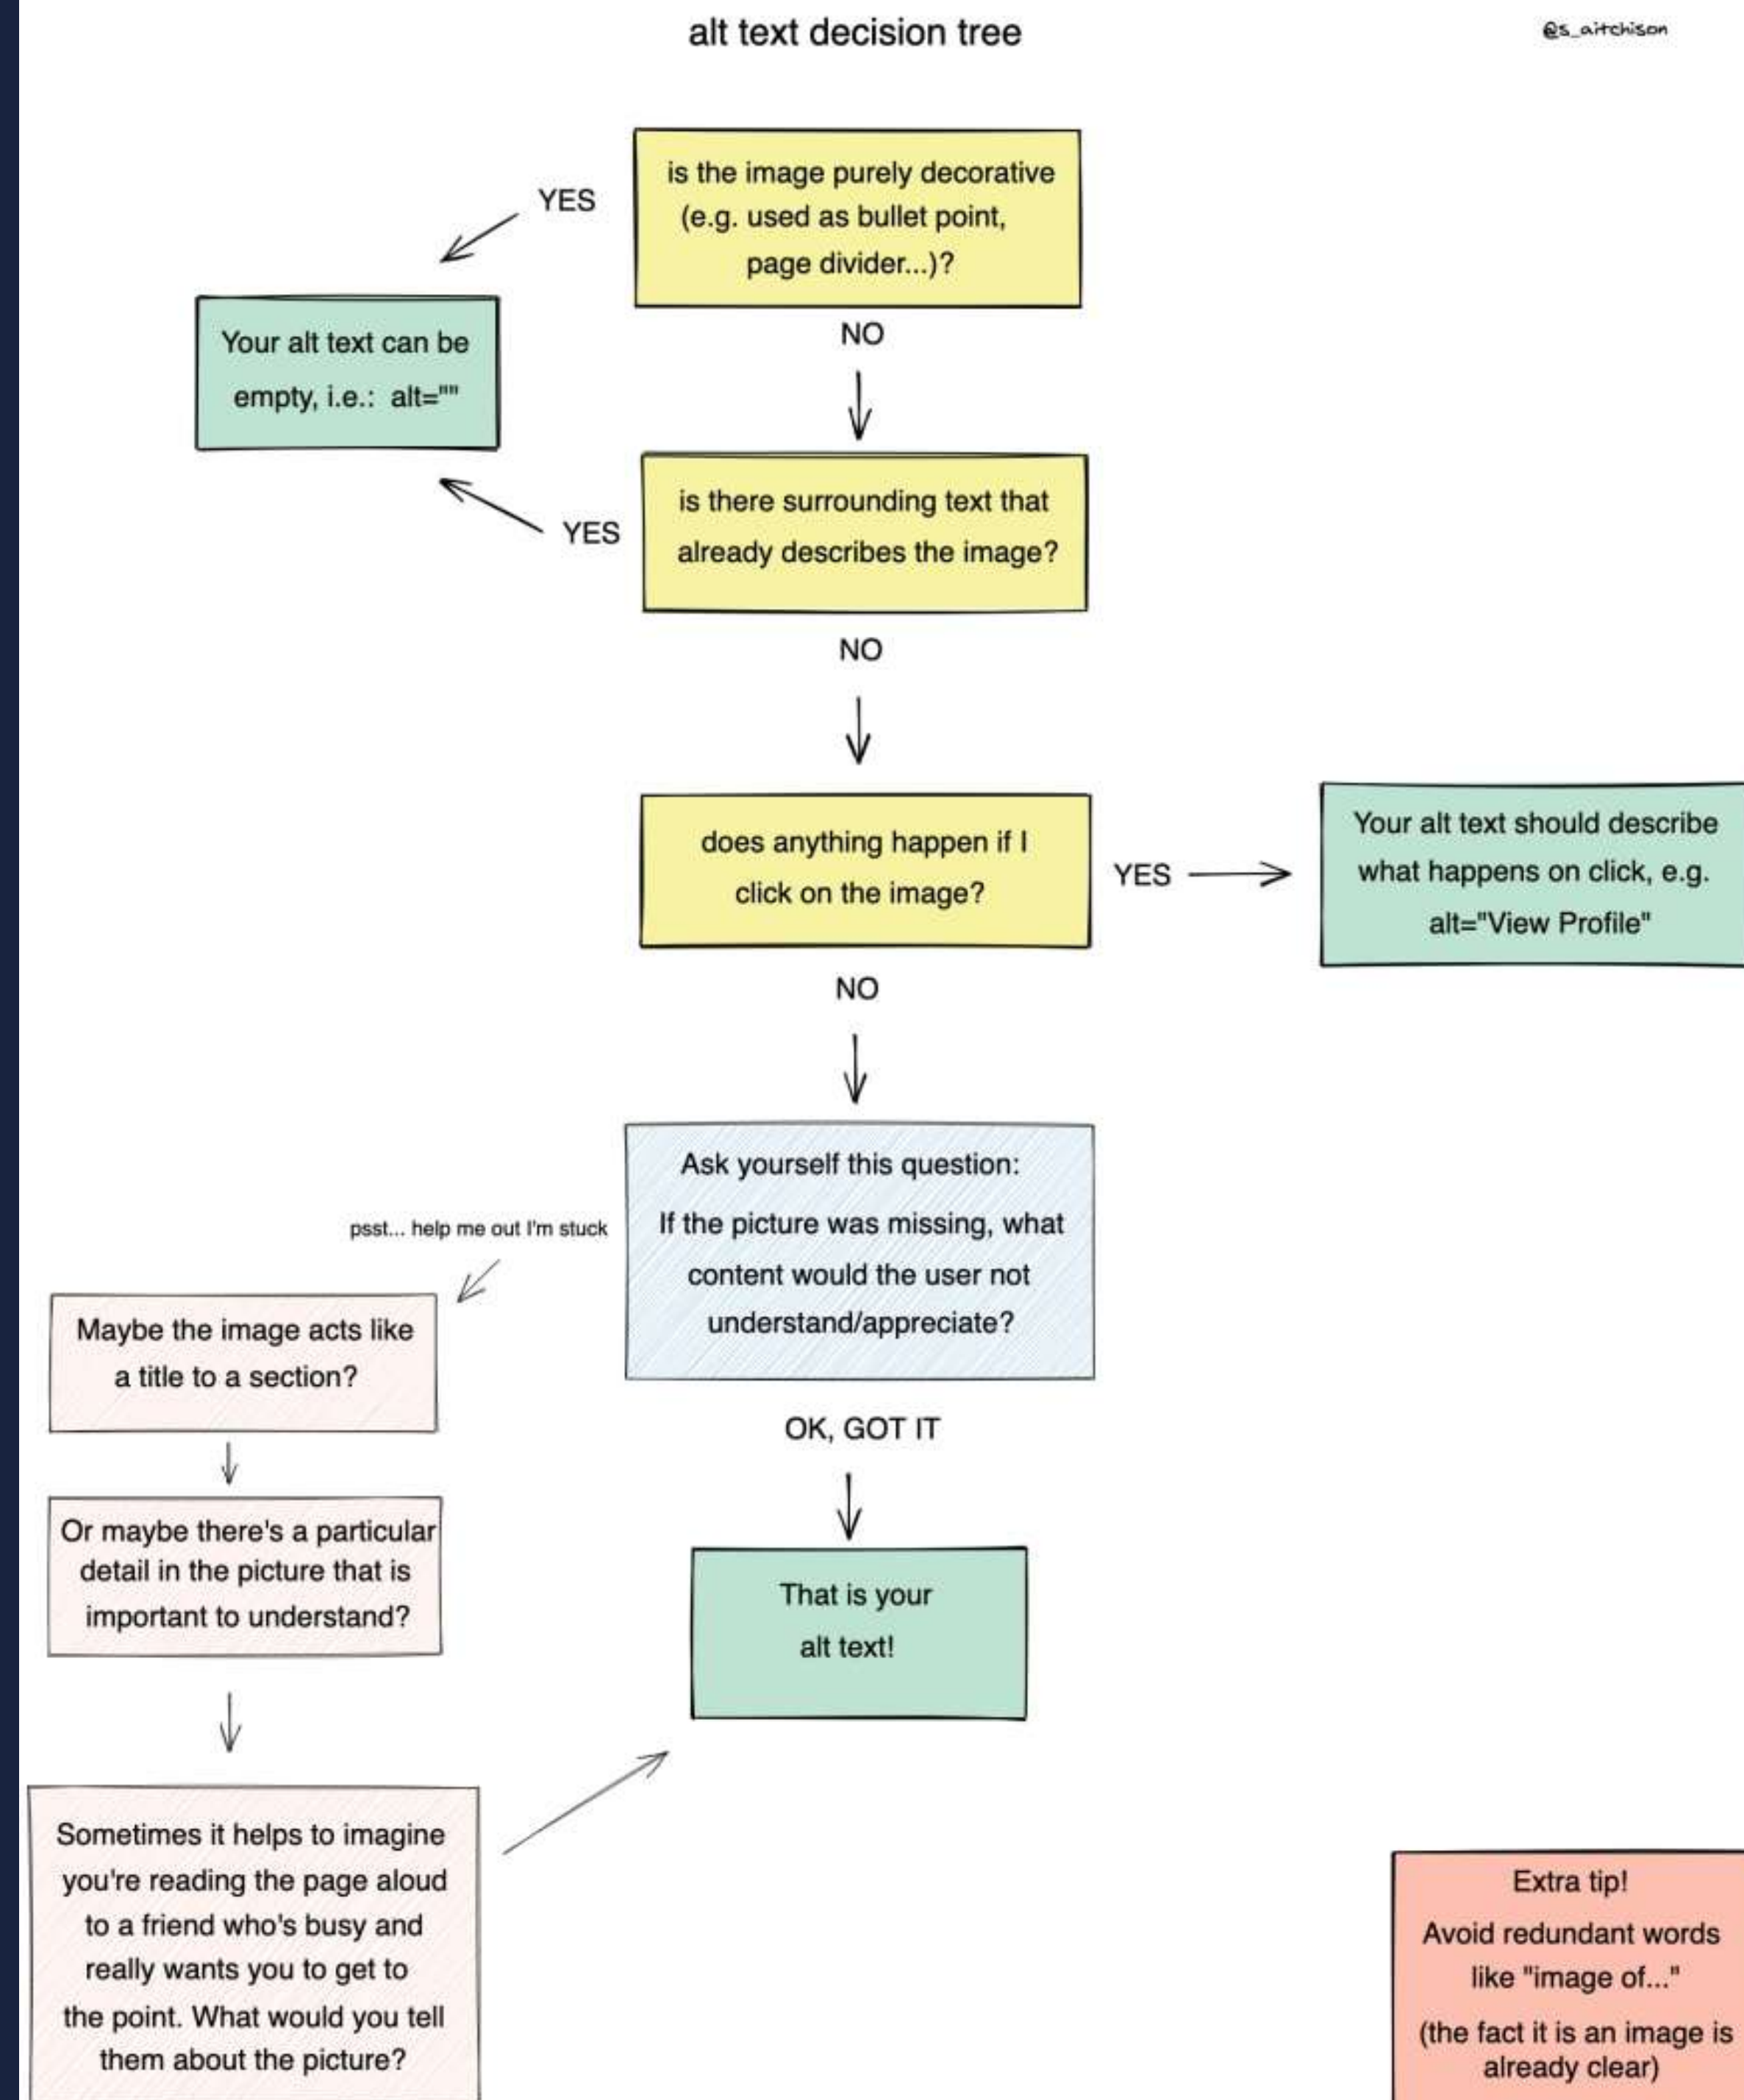 alt text decision tree
@s_aitchison
is the image purely decorative
(e.g. used as bullet point,
page divider...)?
YES
Your alt text can be
empty, i.e.: alt=""
NO
is there surrounding text that
already describes the image?
YES
NO
does anything happen if I
click on the image?
YES
Your alt text should describe
what happens on click, e.g.
alt="View Profile"
NO
Ask yourself this question:
If the picture was missing, what
content would the user not
understand/appreciate?
psst... help me out I'm stuck
Maybe the image acts like
a title to a section?
Or maybe there's a particular
detail in the picture that is
important to understand?
Sometimes it helps to imagine
you're reading the page aloud
to a friend who's busy and
really wants you to get to
the point. What would you tell
them about the picture?
OK, GOT IT
That is your
alt text!
Extra tip!
Avoid redundant words
like "image of..."
(the fact it is an image is
already clear)